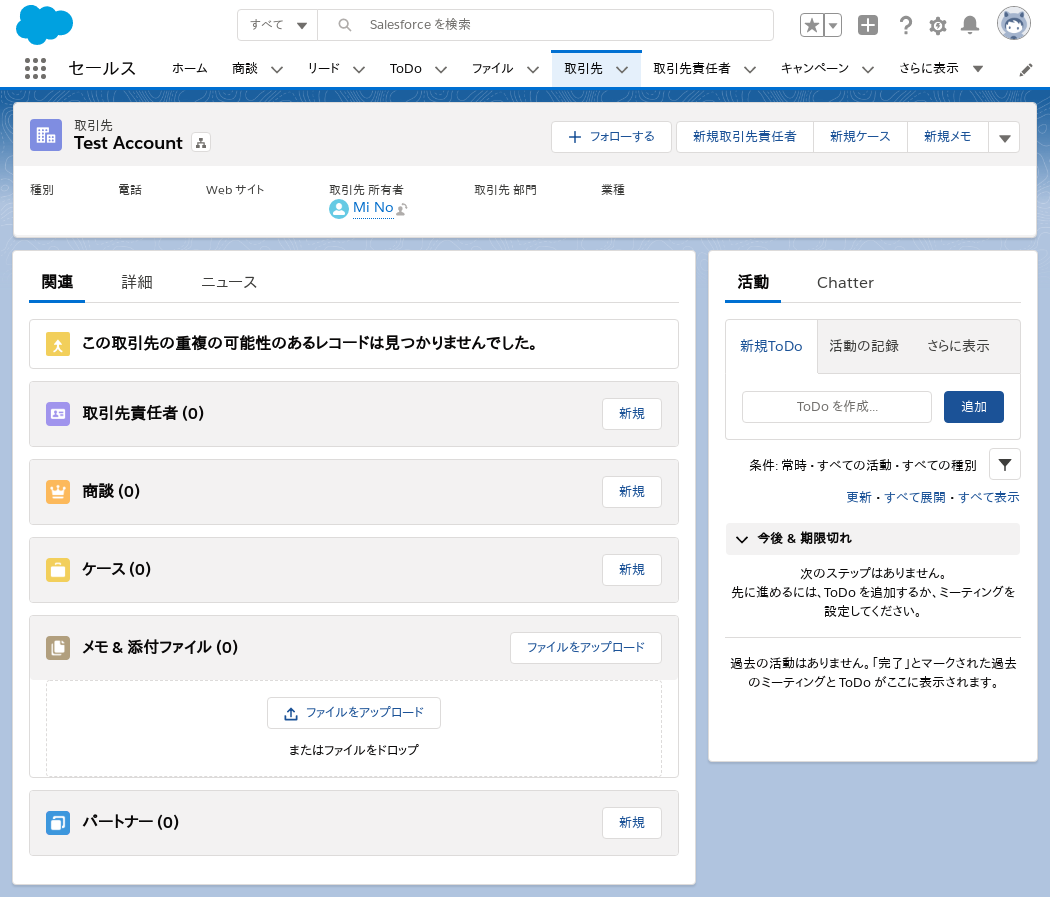 すべて
Salesforce を検索
セールス
ホーム
商談
リード
ToDo
ファイル
取引先
取引先責任者
キャンペーン
さらに表示
取引先
Test Account
フォローする
新規取引先責任者
新規ケース
新規メモ
種別
電話
Web サイト
取引先 所有者
取引先 部門
業種
Mi No
関連
詳細
ニュース
この取引先の重複の可能性のあるレコードは見つかりませんでした。
取引先責任者 (0)
新規
商談 (0)
新規
ケース (0)
新規
メモ & 添付ファイル (0)
ファイルをアップロード
ファイルをアップロード
またはファイルをドロップ
パートナー (0)
新規
活動
Chatter
新規ToDo
活動の記録
さらに表示
ToDo を作成...
追加
条件: 常時 • すべての活動 • すべての種別
更新 • すべて展開 • すべて表示
今後 & 期限切れ
次のステップはありません。
先に進めるには、ToDo を追加するか、ミーティングを
設定してください。
過去の活動はありません。「完了」とマークされた過去
のミーティングと ToDo がここに表示されます。